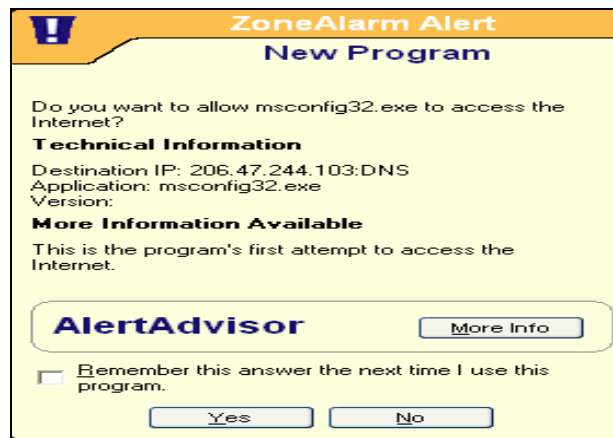 ZoneAlarm Alert
New Program
Do you want to allow msconfig32.exe to access the
Internet?
Technical Information
Destination IP: 206.47.244.103:DNS
Application: msconfig32.exe
Version:
More Information Available
This is the program's first attempt to access the
Internet.
AlertAdvisor
More Info
Remember this answer the next time I use this
program.
Yes
No